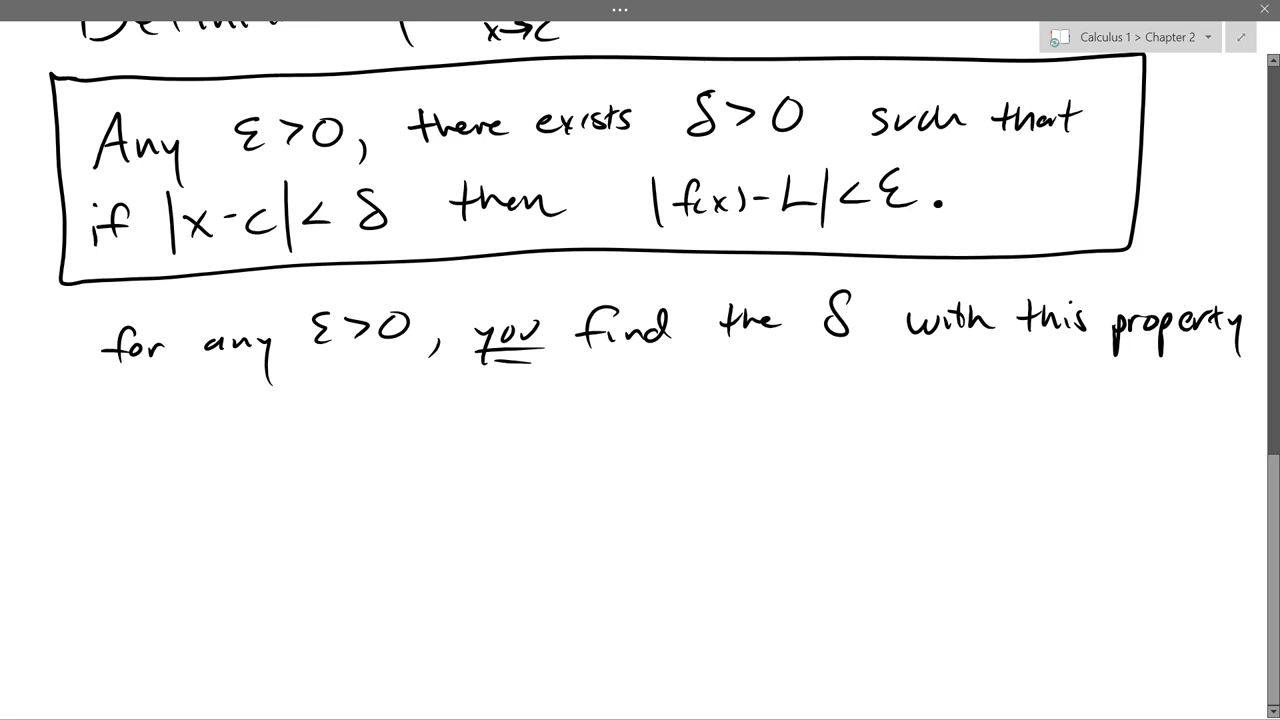 x→c
Calculus 1 > Chapter 2
Any ε>0, there exists δ>0 such that
if |x-c|<δ then |f(x)-L|<ε.
for any ε>0, you find the δ with this property